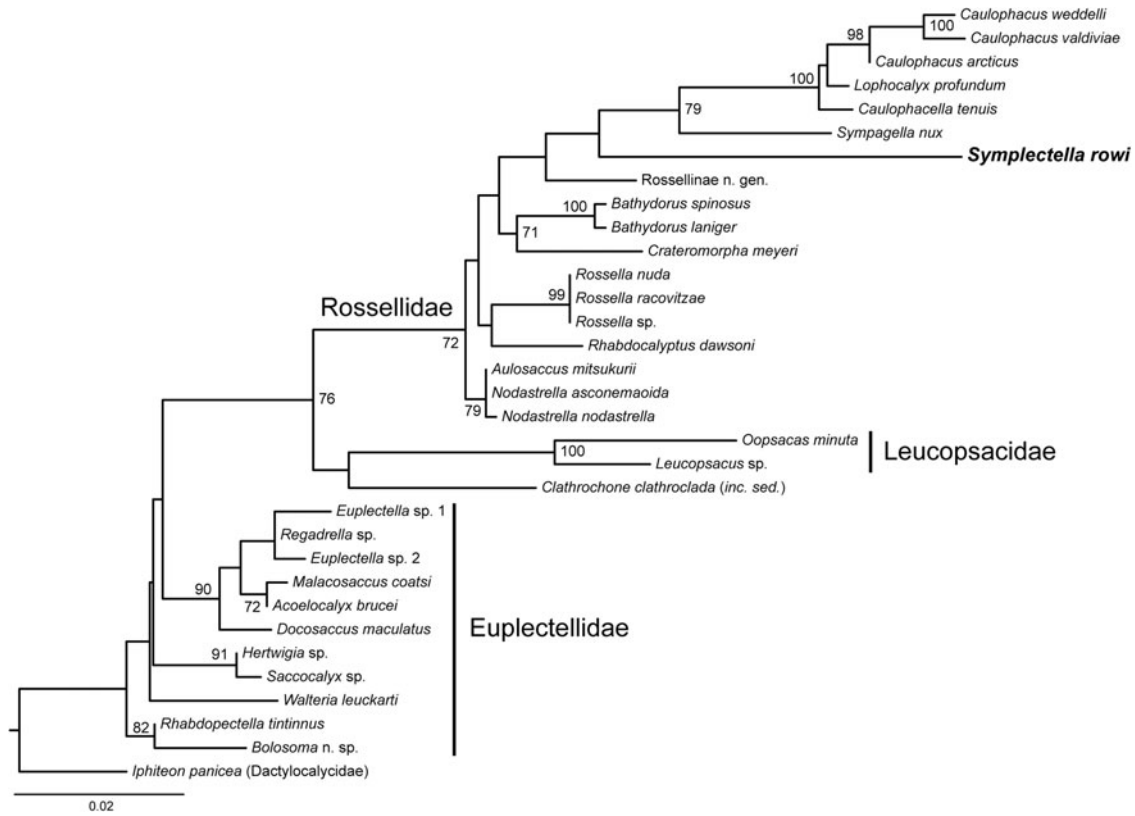 Caulophacus weddelli
100
Caulophacus valdiviae
98
Caulophacus arcticus
100
Lophocalyx profundum
Caulophacella tenuis
79
Sympagella nux
Symplectella rowi
Rossellinae n. gen.
100
Bathydorus spinosus
Bathydorus laniger
71
Crateromorpha meyeri
Rossella nuda
99
Rossella racovitzae
Rossellidae
Rossella sp.
72
Rhabdocalyptus dawsoni
Aulosaccus mitsukurii
Nodastrella asconemaoida
76
79
Nodastrella nodastrella
Oopsacas minuta
100
Leucopsacidae
Leucopsacus sp.
Clathrochone clathroclada (inc. sed.)
Euplectella sp. 1
Regadrella sp.
Euplectella sp. 2
90
Malacosaccus coatsi
72
Acoelocalyx brucei
Docosaccus maculatus
Euplectellidae
91
Hertwigia sp.
Saccocalyx sp.
Walteria leuckarti
82
Rhabdopectella tintinnus
Bolosoma n. sp.
Iphiteon panicea (Dactylocalycidae)
0.02